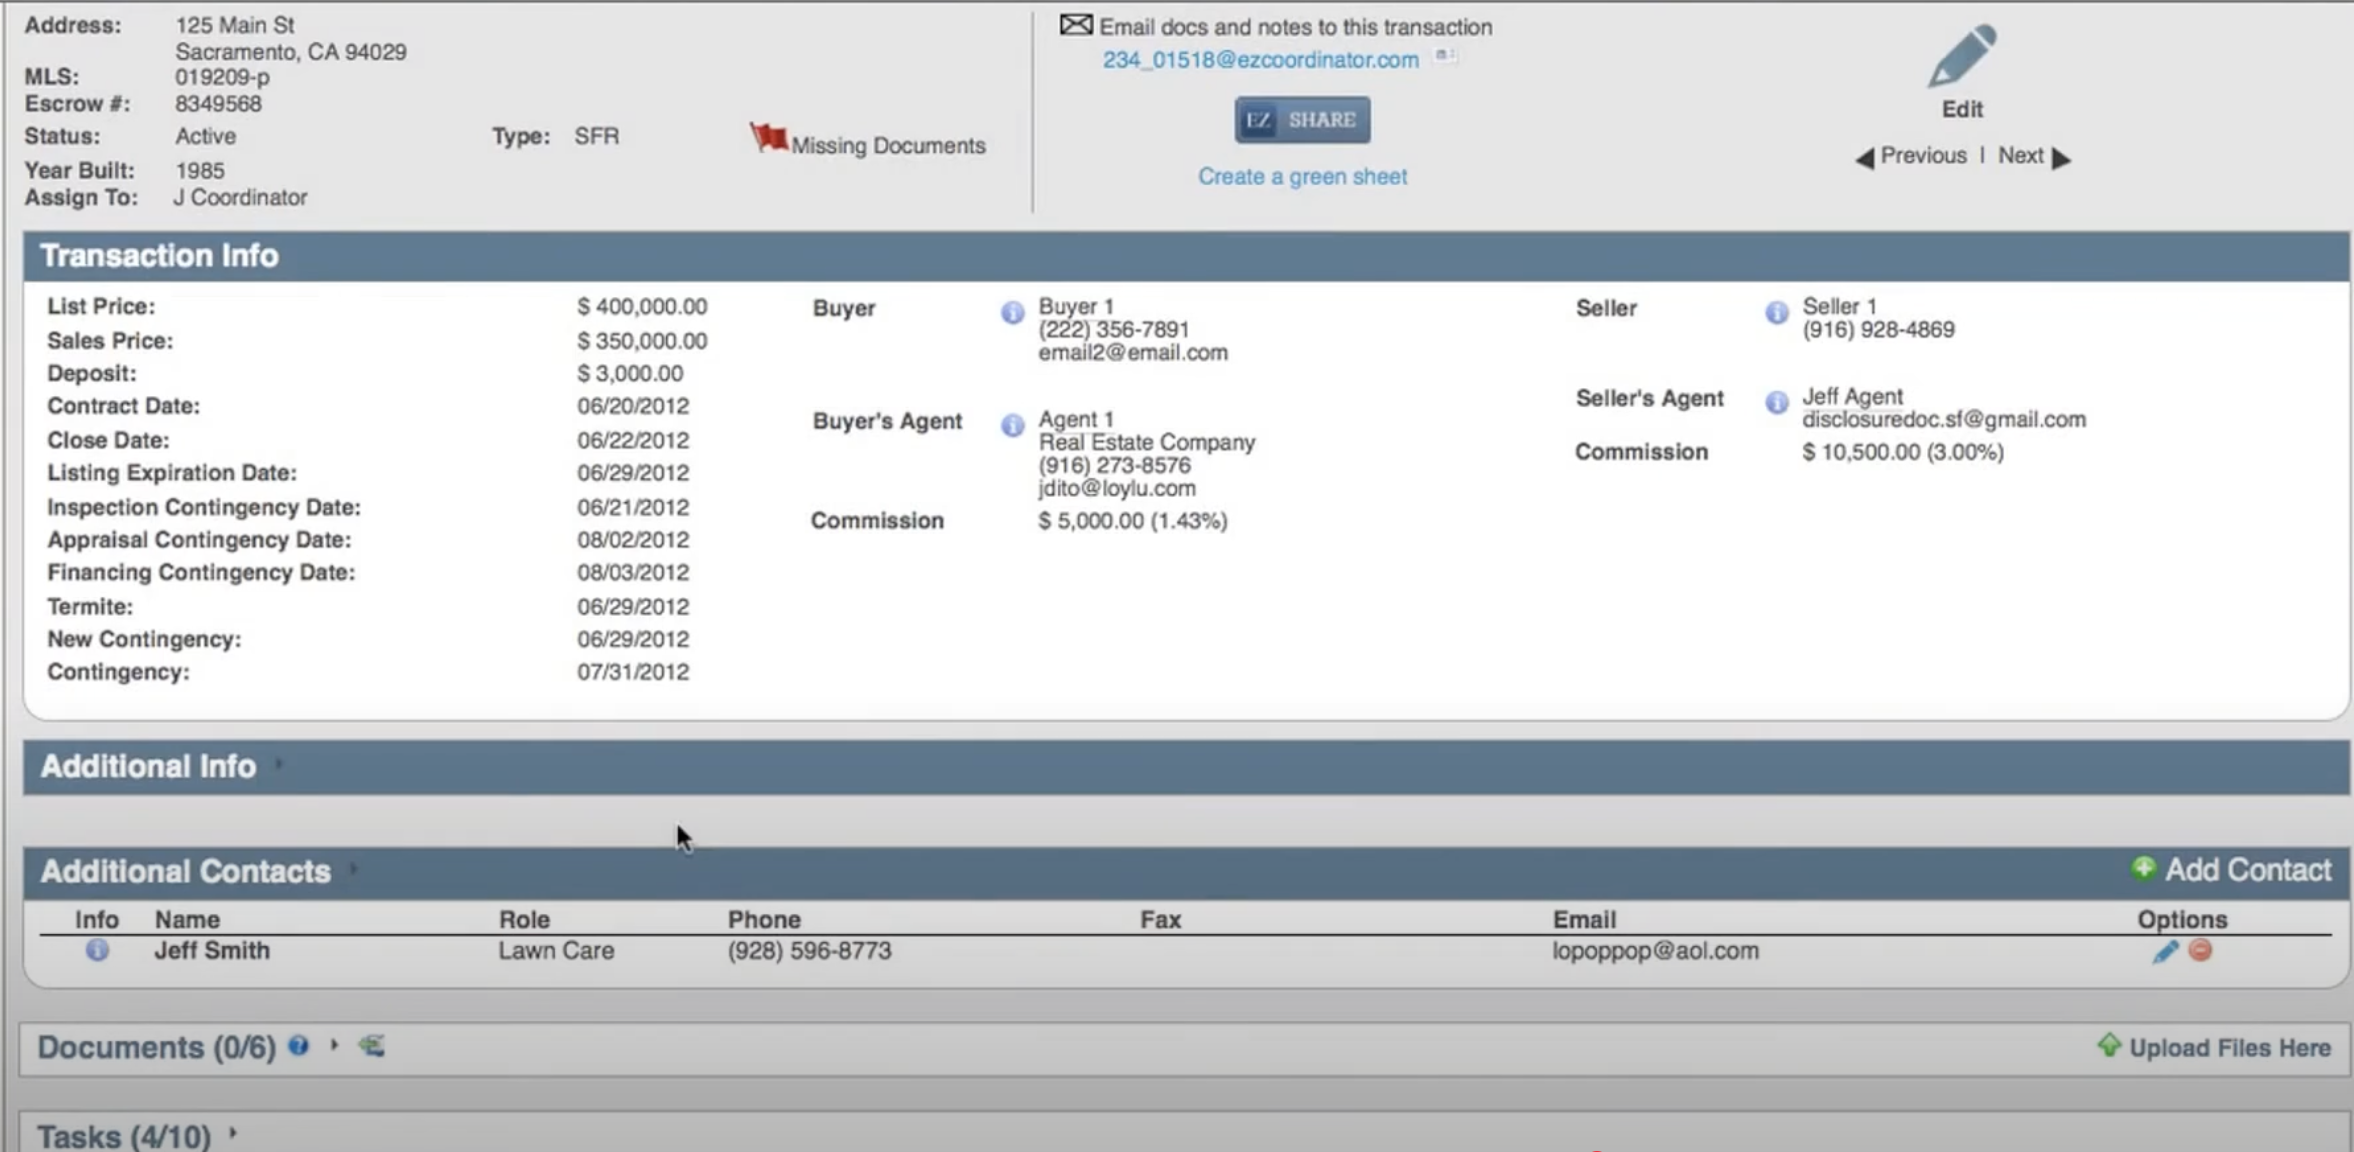 Address: 125 Main St
Sacramento, CA 94029
MLS: 019209-p
Escrow #: 8349568
Status: Active Type: SFR Missing Documents
Year Built: 1985
Assign To: J Coordinator
Email docs and notes to this transaction
234_01518@ezcoordinator.com
EZ SHARE
Create a green sheet
Edit
Previous | Next
Transaction Info
List Price: $ 400,000.00
Sales Price: $ 350,000.00
Deposit: $ 3,000.00
Contract Date: 06/20/2012
Close Date: 06/22/2012
Listing Expiration Date: 06/29/2012
Inspection Contingency Date: 06/21/2012
Appraisal Contingency Date: 08/02/2012
Financing Contingency Date: 08/03/2012
Termite: 06/29/2012
New Contingency: 06/29/2012
Contingency: 07/31/2012
Buyer Buyer 1
(222) 356-7891
email2@email.com
Buyer's Agent Agent 1
Real Estate Company
(916) 273-8576
jdito@loylu.com
Commission $ 5,000.00 (1.43%)
Seller Seller 1
(916) 928-4869
Seller's Agent Jeff Agent
disclosuredoc.sf@gmail.com
Commission $ 10,500.00 (3.00%)
Additional Info
Additional Contacts Add Contact
Info Name Role Phone Fax Email Options
Jeff Smith Lawn Care (928) 596-8773 lopoppop@aol.com
Documents (0/6) Upload Files Here
Tasks (4/10)